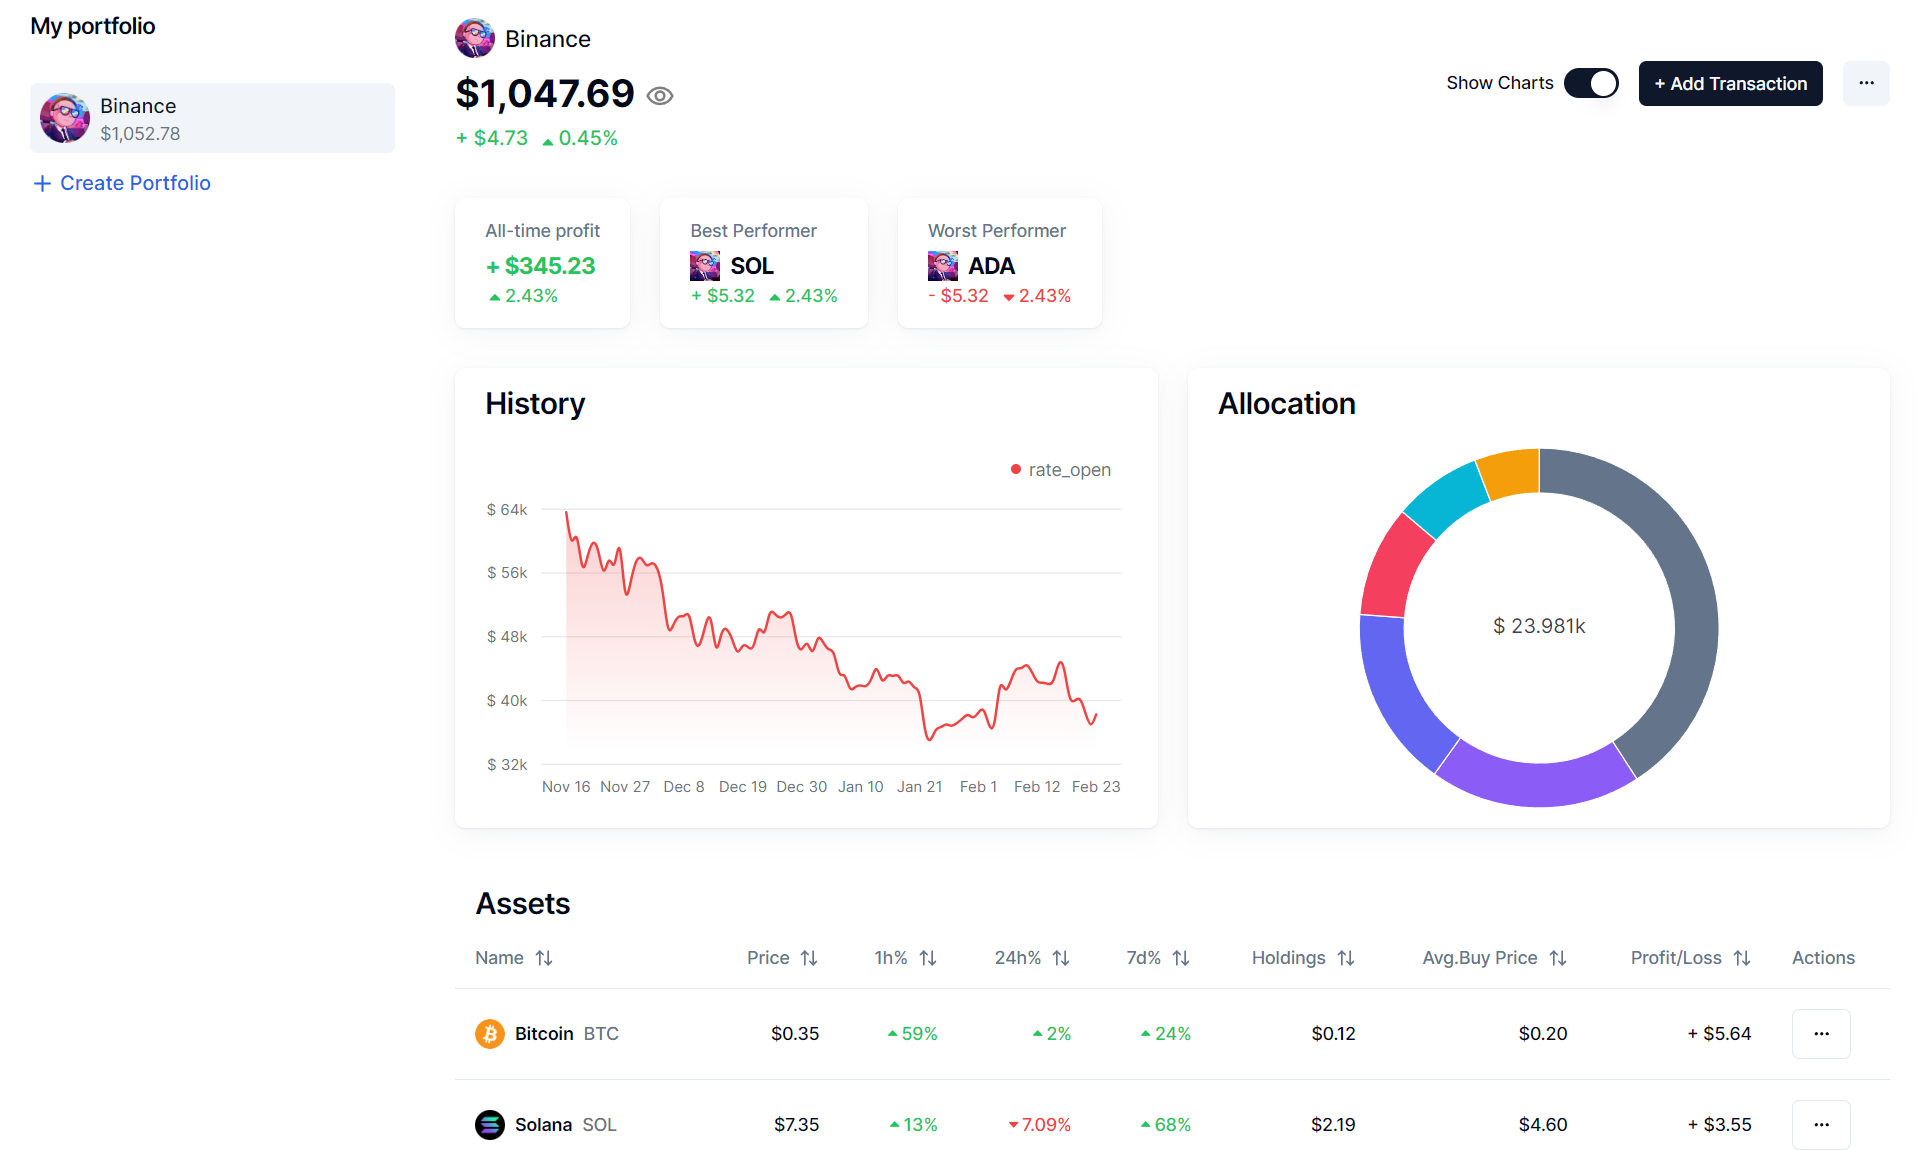 My portfolio
Binance
$1,052.78
Create Portfolio
Binance
$1,047.69
+ $4.73 0.45%
Show Charts
+ Add Transaction
...
All-time profit
+ $345.23
2.43%
Best Performer
SOL
+ $5.32 2.43%
Worst Performer
ADA
- $5.32 2.43%
History
rate_open
$ 64k
$ 56k
$ 48k
$ 40k
$ 32k
Nov 16 Nov 27 Dec 8 Dec 19 Dec 30 Jan 10 Jan 21 Feb 1 Feb 12 Feb 23
Allocation
$ 23.981k
Assets
Name Price 1h% 24h% 7d% Holdings Avg.Buy Price Profit/Loss Actions
Bitcoin BTC $0.35 59% 2% 24% $0.12 $0.20 + $5.64 ...
Solana SOL $7.35 13% 7.09% 68% $2.19 $4.60 + $3.55 ...